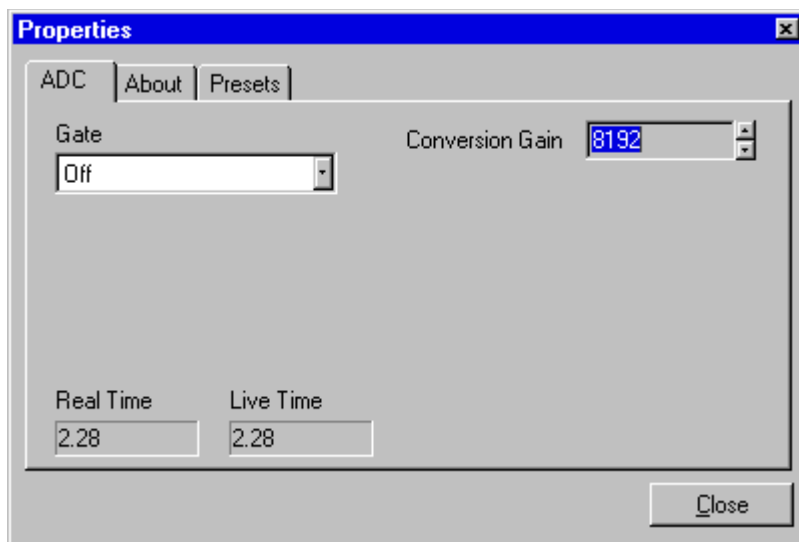 Properties
ADC About Presets
Gate
Conversion Gain 8192
Off
Real Time Live Time
2.28 2.28
Close